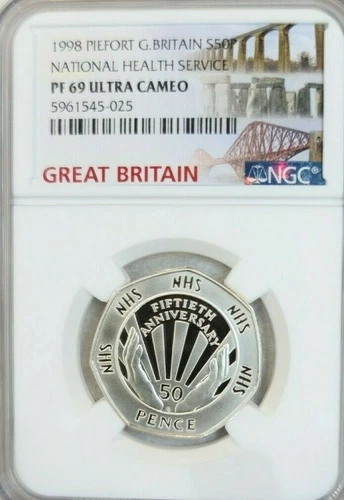 1998 PIEFORT G.BRITAIN S50P
NATIONAL HEALTH SERVICE
PF 69 ULTRA CAMEO
5961545-025
GREAT BRITAIN
NGC®
NHS NHS NHS NHS NHS
FIFTIETH
ANNIVERSARY
50
PENCE